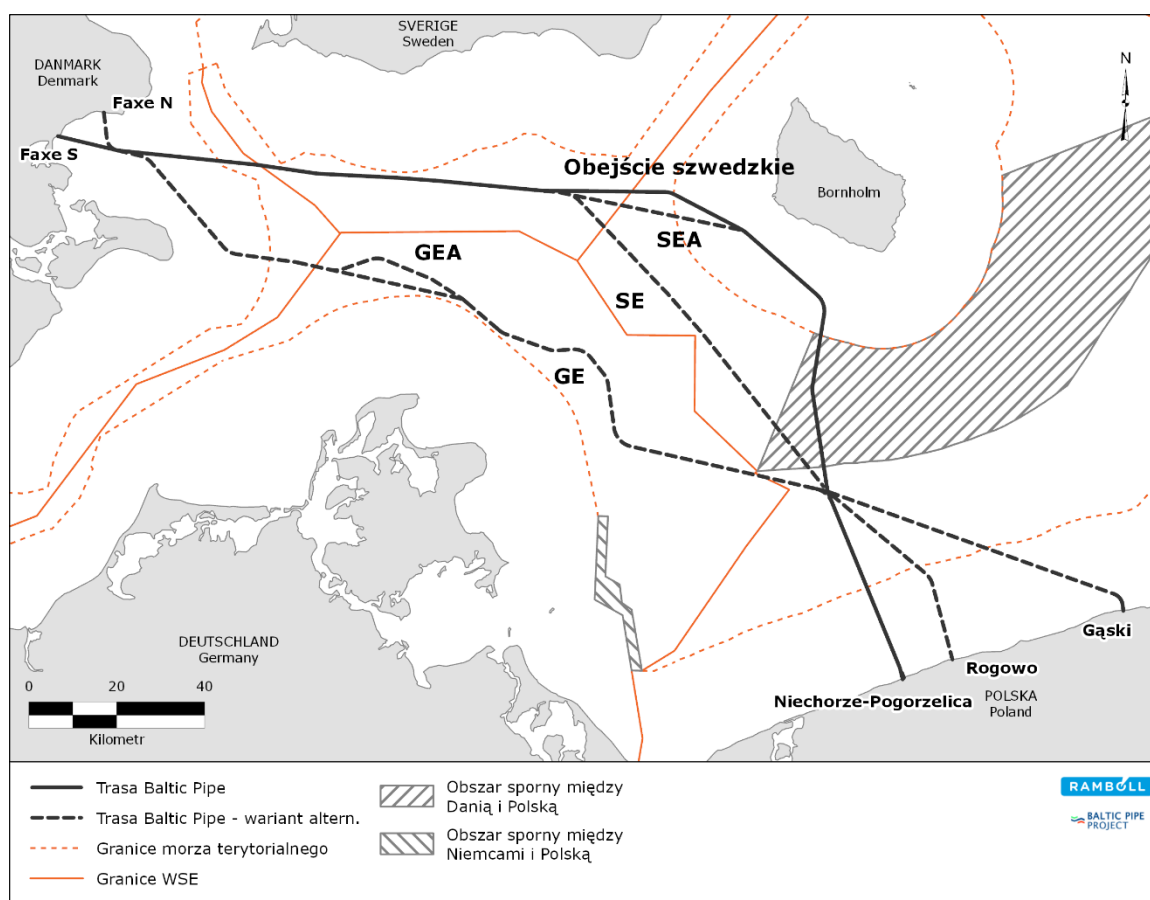 SVERIGE
Sweden
DANMARK
Denmark
N
Faxe N
Faxe S
Obejście szwedzkie
Bornholm
SEA
GEA
SE
GE
DEUTSCHLAND
Germany
Gąski
Rogowo
Niechorze-Pogorzelica
POLSKA
Poland
0 20 40
Kilometr
Trasa Baltic Pipe
Trasa Baltic Pipe - wariant altern.
Granice morza terytorialnego
Granice WSE
Obszar sporny między
Danią i Polską
Obszar sporny między
Niemcami i Polską
RAMBOLL
BALTIC PIPE
PROJECT